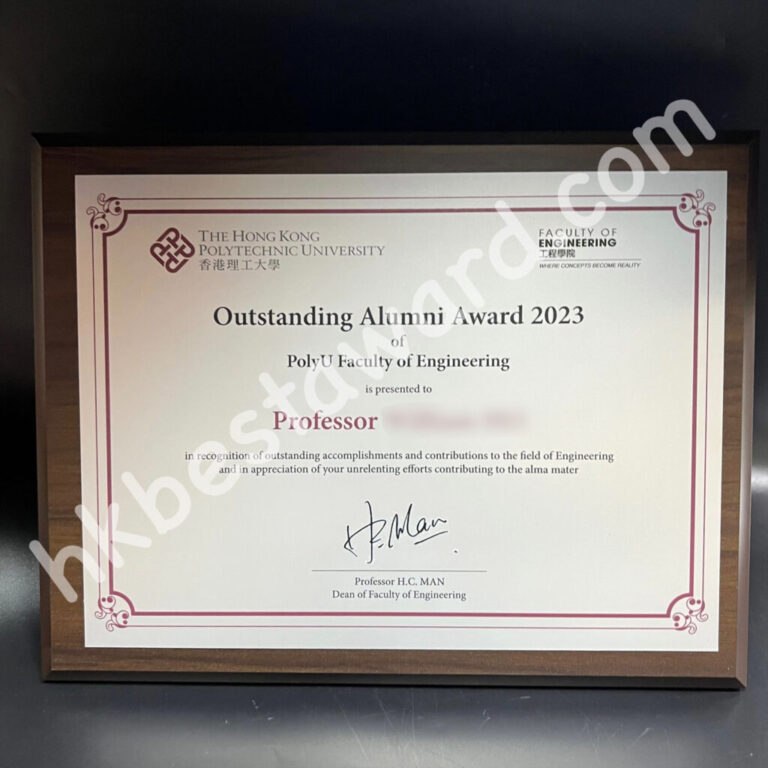 THE HONG KONG
POLYTECHNIC UNIVERSITY
香港理工大學
FACULTY OF
ENGINEERING
工程學院
WHERE CONCEPTS BECOME REALITY
Outstanding Alumni Award 2023
of
PolyU Faculty of Engineering
is presented to
Professor
in recognition of outstanding accomplishments and contributions to the field of Engineering
and in appreciation of your unrelenting efforts contributing to the alma mater
H.C. Man
Professor H.C. MAN
Dean of Faculty of Engineering
hkbestaward.com